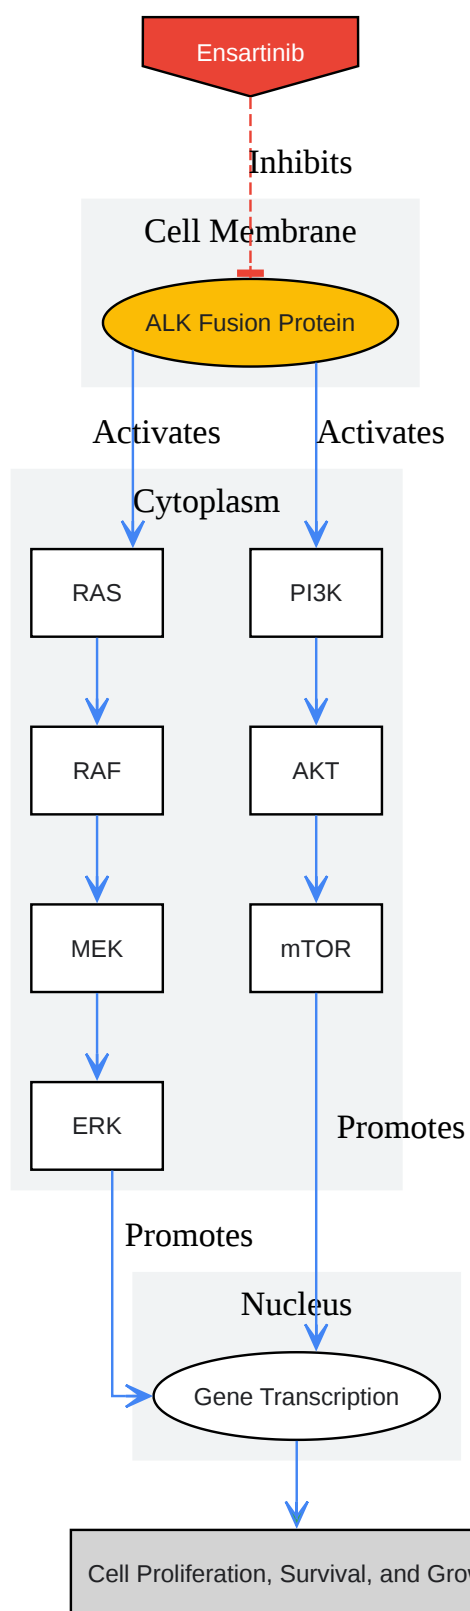 Ensartinib
Inhibits
Cell Membrane
ALK Fusion Protein
Activates Activates
Cytoplasm
RAS PI3K
RAF AKT
MEK mTOR
ERK
Promotes
Promotes
Nucleus
Gene Transcription
Cell Proliferation, Survival, and